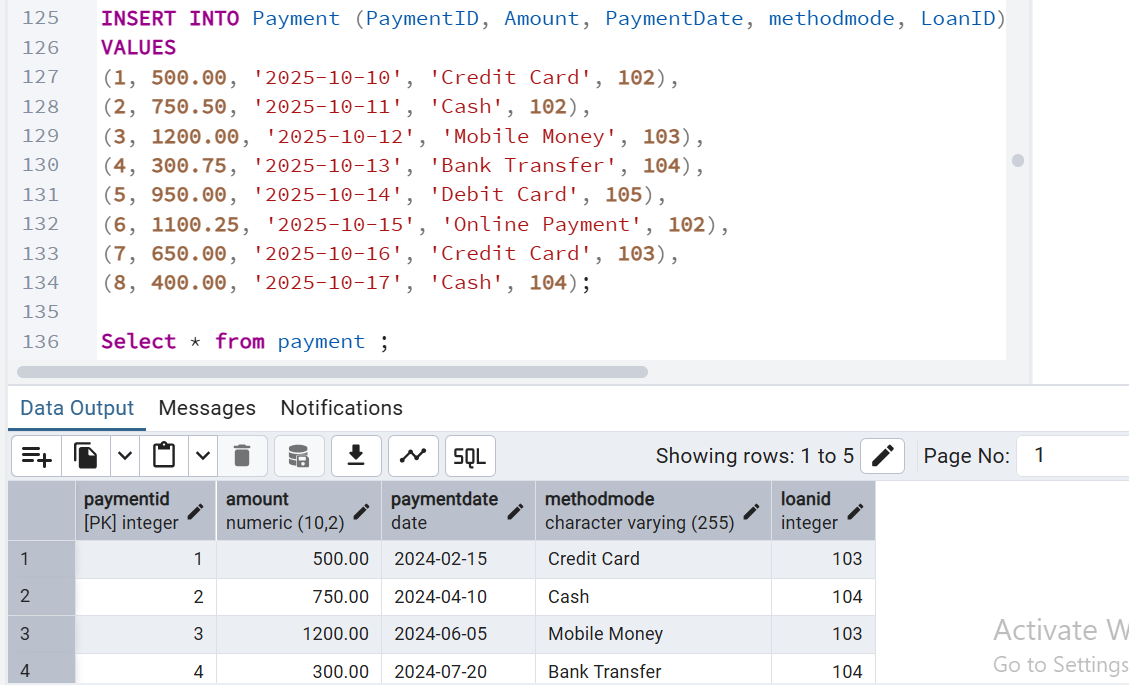 125 INSERT INTO Payment (PaymentID, Amount, PaymentDate, methodmode, LoanID)
126 VALUES
127 (1, 500.00, '2025-10-10', 'Credit Card', 102),
128 (2, 750.50, '2025-10-11', 'Cash', 102),
129 (3, 1200.00, '2025-10-12', 'Mobile Money', 103),
130 (4, 300.75, '2025-10-13', 'Bank Transfer', 104),
131 (5, 950.00, '2025-10-14', 'Debit Card', 105),
132 (6, 1100.25, '2025-10-15', 'Online Payment', 102),
133 (7, 650.00, '2025-10-16', 'Credit Card', 103),
134 (8, 400.00, '2025-10-17', 'Cash', 104);
135
136 Select * from payment ;
Data Output Messages Notifications
SQL Showing rows: 1 to 5 Page No: 1
paymentid amount paymentdate methodmode loanid
[PK] integer numeric (10,2) date character varying (255) integer
1 1 500.00 2024-02-15 Credit Card 103
2 2 750.00 2024-04-10 Cash 104
3 3 1200.00 2024-06-05 Mobile Money 103
Activate W
4 4 300.00 2024-07-20 Bank Transfer 104
Go to Settings